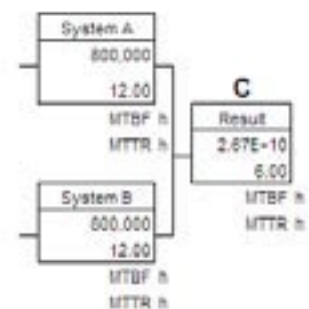 System A
800,000
12.00
MTBF h
MTTR h
C
Result
2.67E+10
6.00
MTBF h
MTTR h
System B
800,000
12.00
MTBF h
MTTR h